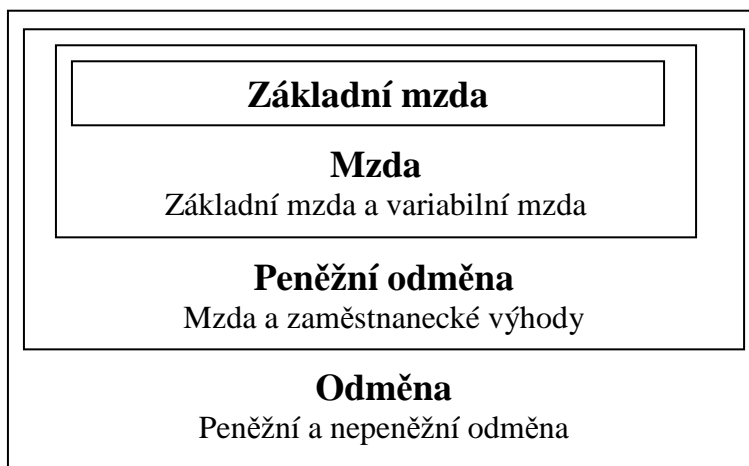 Základní mzda
Mzda
Základní mzda a variabilní mzda
Peněžní odměna
Mzda a zaměstnanecké výhody
Odměna
Peněžní a nepeněžní odměna